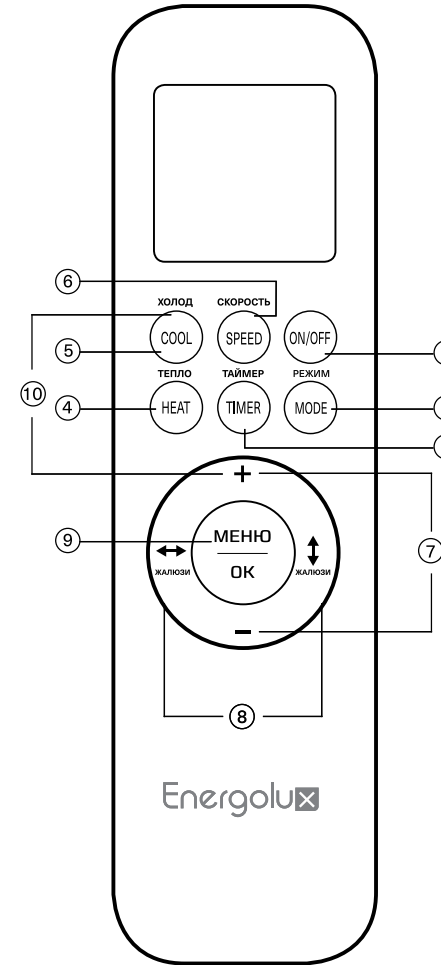 6
ХОЛОД СКОРОСТЬ
COOL SPEED ON/OFF
5
ТЕПЛО ТАЙМЕР РЕЖИМ
10
4
HEAT TIMER MODE
+
9
МЕНЮ
7
ЖАЛЮЗИ ЖАЛЮЗИ
OK
−
8
Energolux